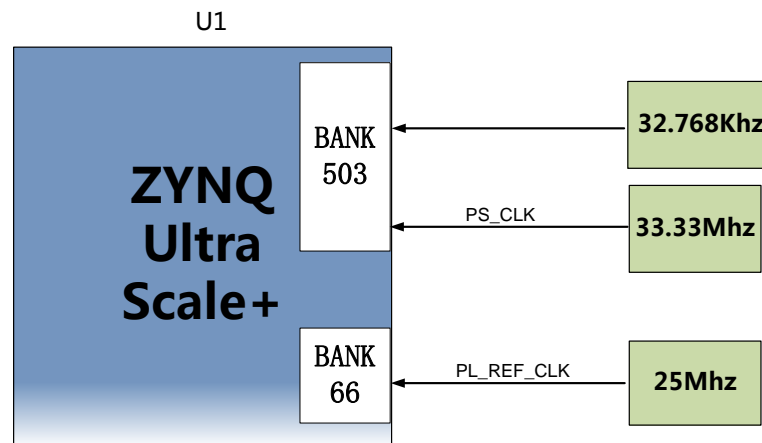 U1
ZYNQ
Ultra
Scale+
BANK
503
32.768Khz
PS_CLK
33.33Mhz
BANK
66
PL_REF_CLK
25Mhz